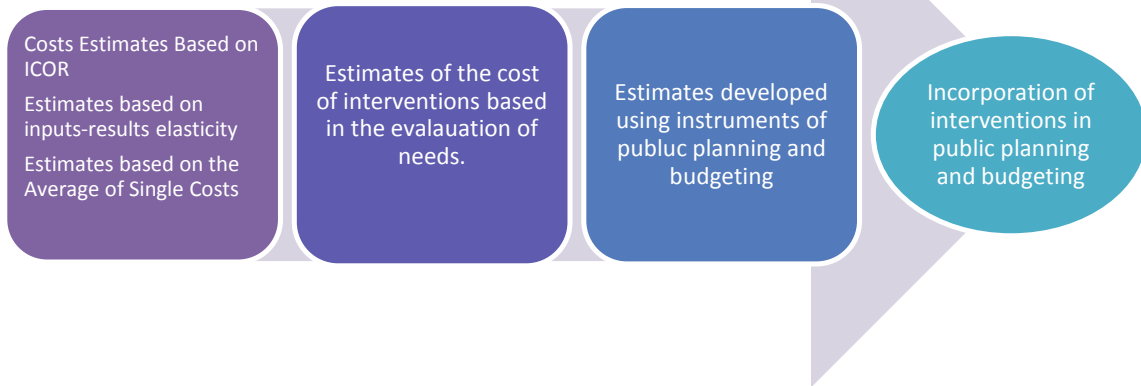 Costs Estimates Based on
ICOR
Estimates based on
inputs-results elasticity
Estimates based on the
Average of Single Costs
Estimates of the cost
of interventions based
in the evalauation of
needs.
Estimates developed
using instruments of
publuc planning and
budgeting
Incorporation of
interventions in
public planning
and budgeting